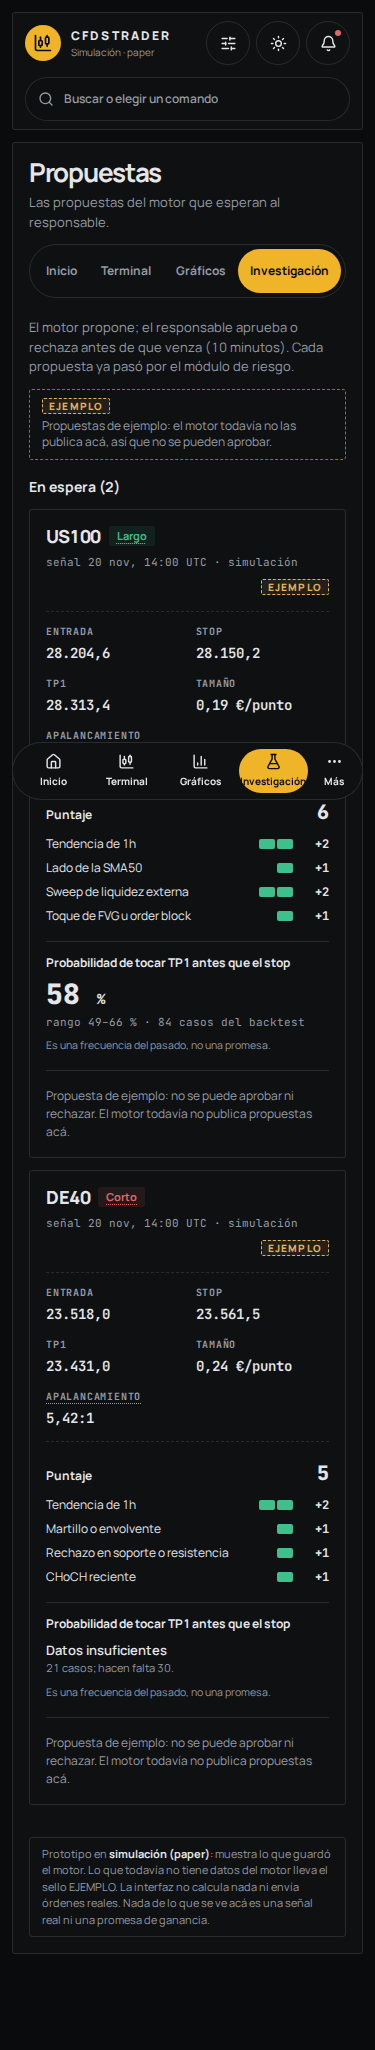 CFDSTRADER
Simulación · paper
Buscar o elegir un comando
Propuestas
Las propuestas del motor que esperan al
responsable.
Inicio Terminal Gráficos Investigación
El motor propone; el responsable aprueba o
rechaza antes de que venza (10 minutos). Cada
propuesta ya pasó por el módulo de riesgo.
EJEMPLO
Propuestas de ejemplo: el motor todavía no las
publica acá, así que no se pueden aprobar.
En espera (2)
US100 Largo
señal 20 nov, 14:00 UTC · simulación
EJEMPLO
ENTRADA STOP
28.204,6 28.150,2
TP1 TAMAÑO
28.313,4 0,19 €/punto
APALANCAMIENTO
Inicio Terminal Gráficos Investigación Más
Puntaje 6
Tendencia de 1h +2
Lado de la SMA50 +1
Sweep de liquidez externa +2
Toque de FVG u order block +1
Probabilidad de tocar TP1 antes que el stop
58 %
rango 49–66 % · 84 casos del backtest
Es una frecuencia del pasado, no una promesa.
Propuesta de ejemplo: no se puede aprobar ni
rechazar. El motor todavía no publica propuestas
acá.
DE40 Corto
señal 20 nov, 14:00 UTC · simulación
EJEMPLO
ENTRADA STOP
23.518,0 23.561,5
TP1 TAMAÑO
23.431,0 0,24 €/punto
APALANCAMIENTO
5,42:1
Puntaje 5
Tendencia de 1h +2
Martillo o envolvente +1
Rechazo en soporte o resistencia +1
CHoCH reciente +1
Probabilidad de tocar TP1 antes que el stop
Datos insuficientes
21 casos; hacen falta 30.
Es una frecuencia del pasado, no una promesa.
Propuesta de ejemplo: no se puede aprobar ni
rechazar. El motor todavía no publica propuestas
acá.
Prototipo en simulación (paper): muestra lo que guardó
el motor. Lo que todavía no tiene datos del motor lleva el
sello EJEMPLO. La interfaz no calcula nada ni envía
órdenes reales. Nada de lo que se ve acá es una señal
real ni una promesa de ganancia.